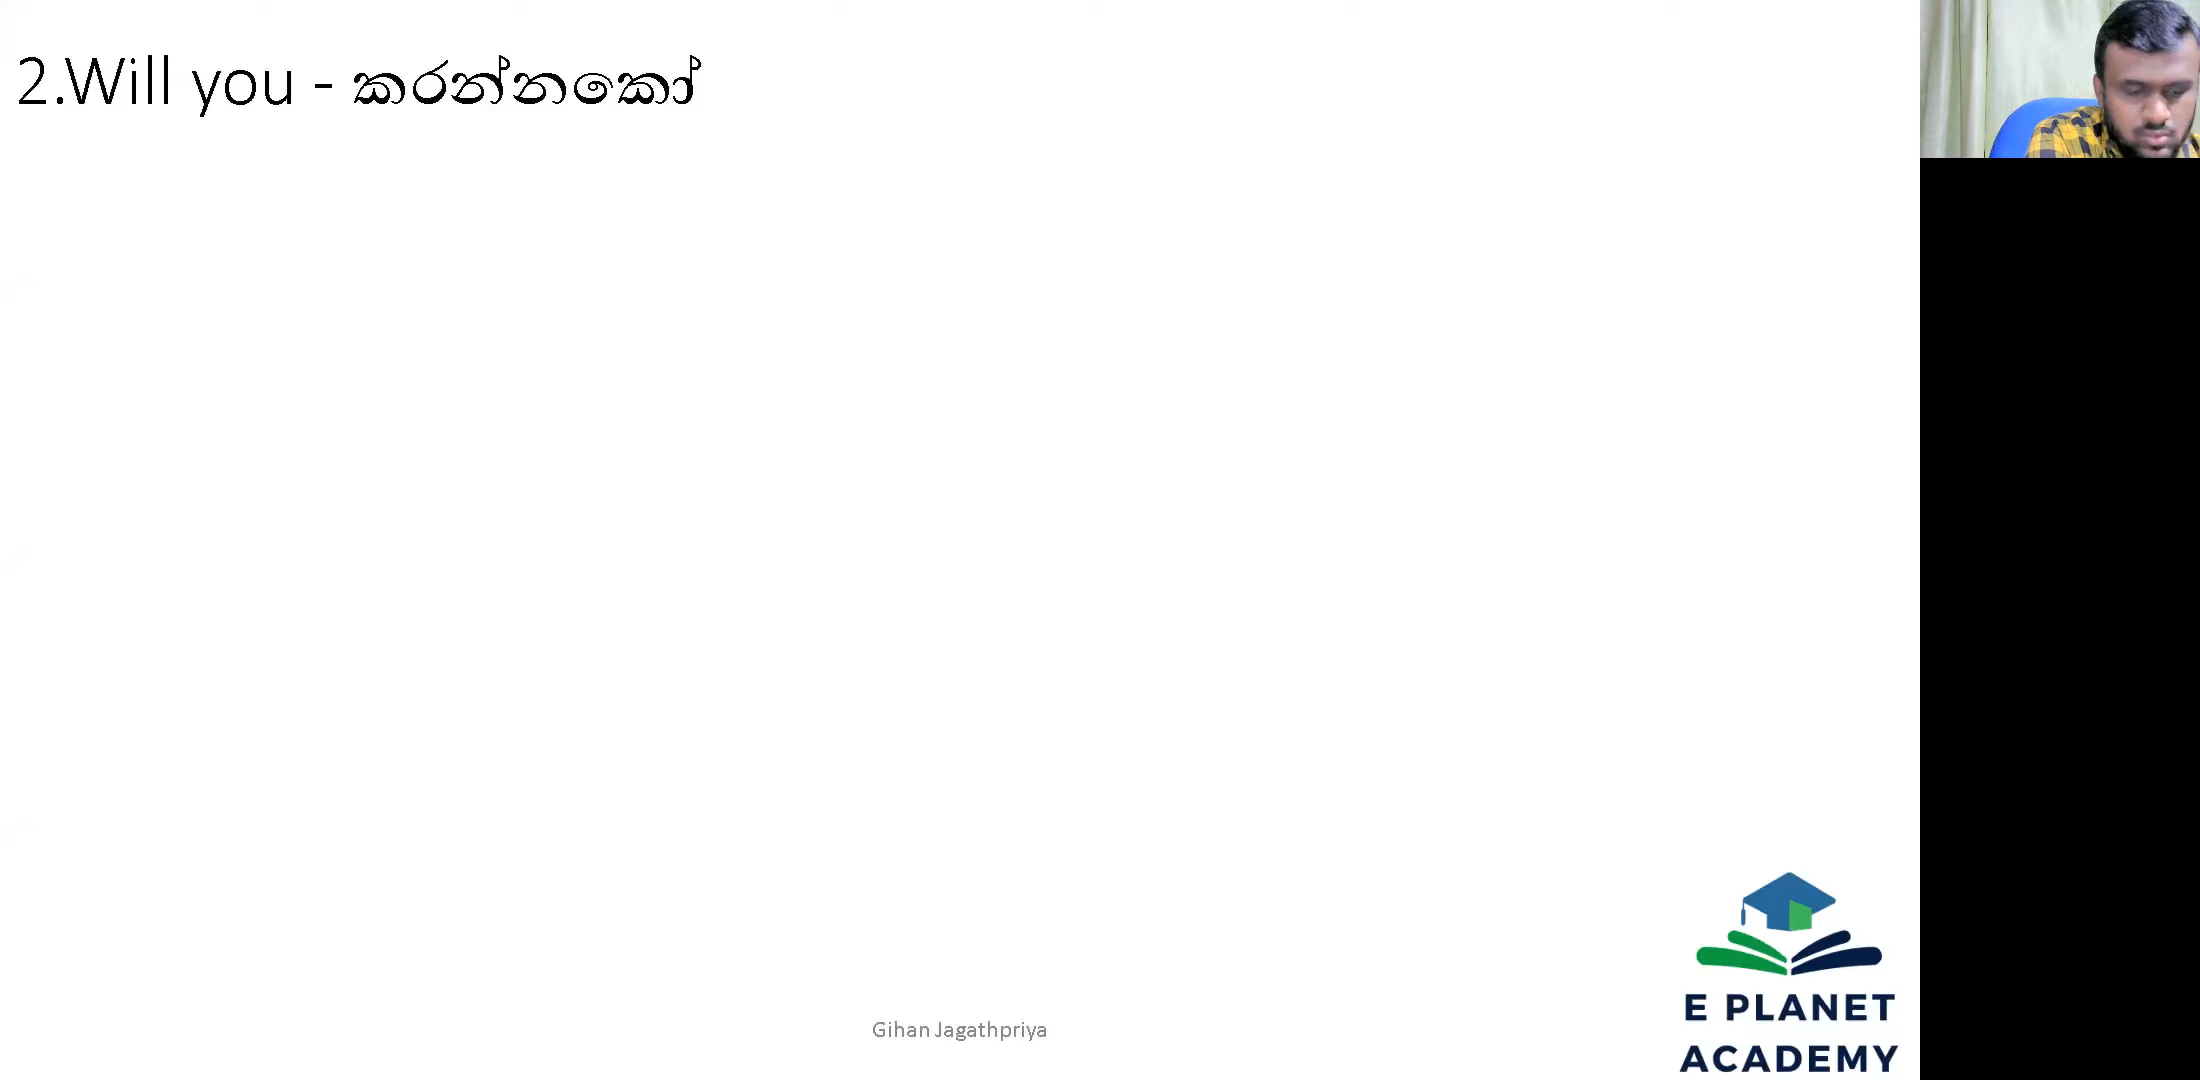 2.Will you - කරන්නකෝ
Gihan Jagathpriya
E PLANET
ACADEMY